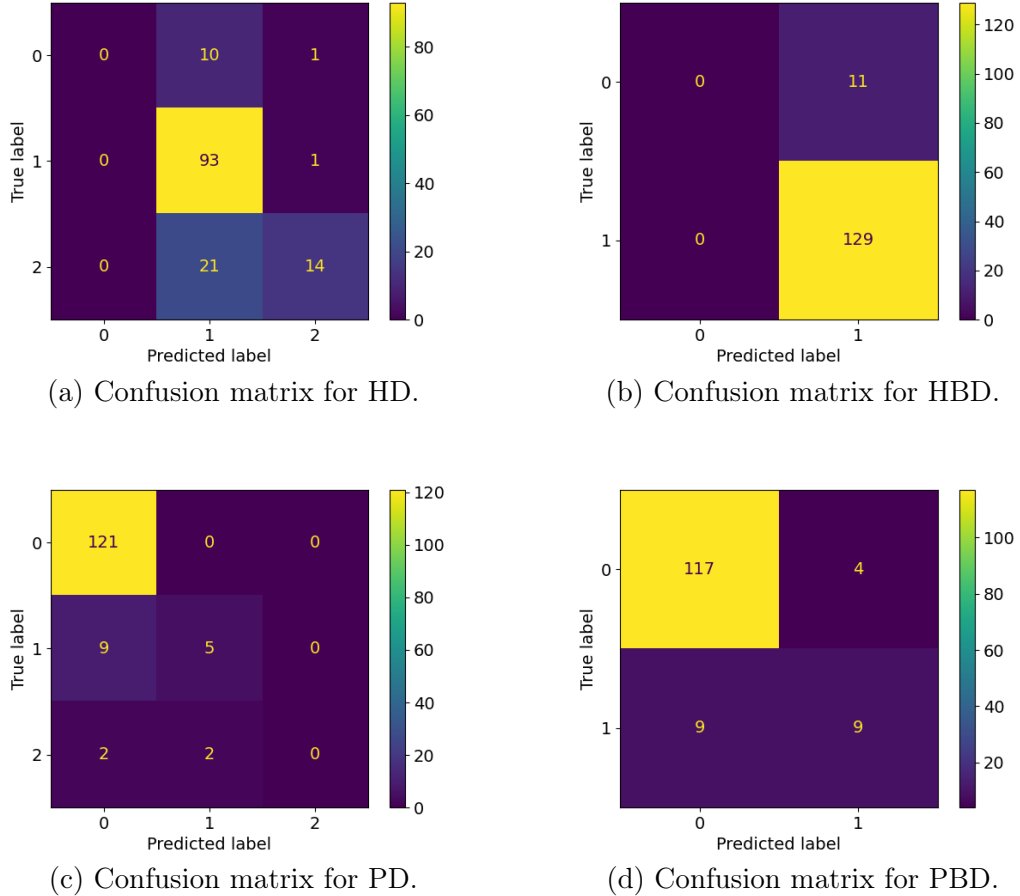 0 0 10 1 80
1 0 93 1 60
2 0 21 14 40
20
0
0 1 2
True label
Predicted label
(a) Confusion matrix for HD.
0 0 11 120
1 0 129 100
80
60
40
20
0
0 1
True label
Predicted label
(b) Confusion matrix for HBD.
0 121 0 0 120
1 9 5 0 100
2 2 2 0 80
60
40
20
0
0 1 2
True label
Predicted label
(c) Confusion matrix for PD.
0 117 4 100
1 9 9 80
60
40
20
0 1
True label
Predicted label
(d) Confusion matrix for PBD.